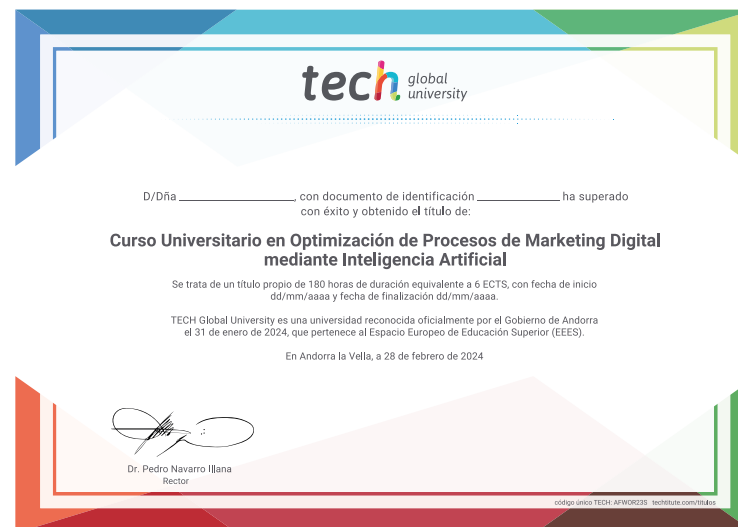 tech global university
D/Dña ____________________, con documento de identificación ______________ ha superado
con éxito y obtenido el título de:
Curso Universitario en Optimización de Procesos de Marketing Digital
mediante Inteligencia Artificial
Se trata de un título propio de 180 horas de duración equivalente a 6 ECTS, con fecha de inicio
dd/mm/aaaa y fecha de finalización dd/mm/aaaa.
TECH Global University es una universidad reconocida oficialmente por el Gobierno de Andorra
el 31 de enero de 2024, que pertenece al Espacio Europeo de Educación Superior (EEES).
En Andorra la Vella, a 28 de febrero de 2024
Dr. Pedro Navarro Illana
Rector
código único TECH: AFWOR23S techtitute.com/titulos